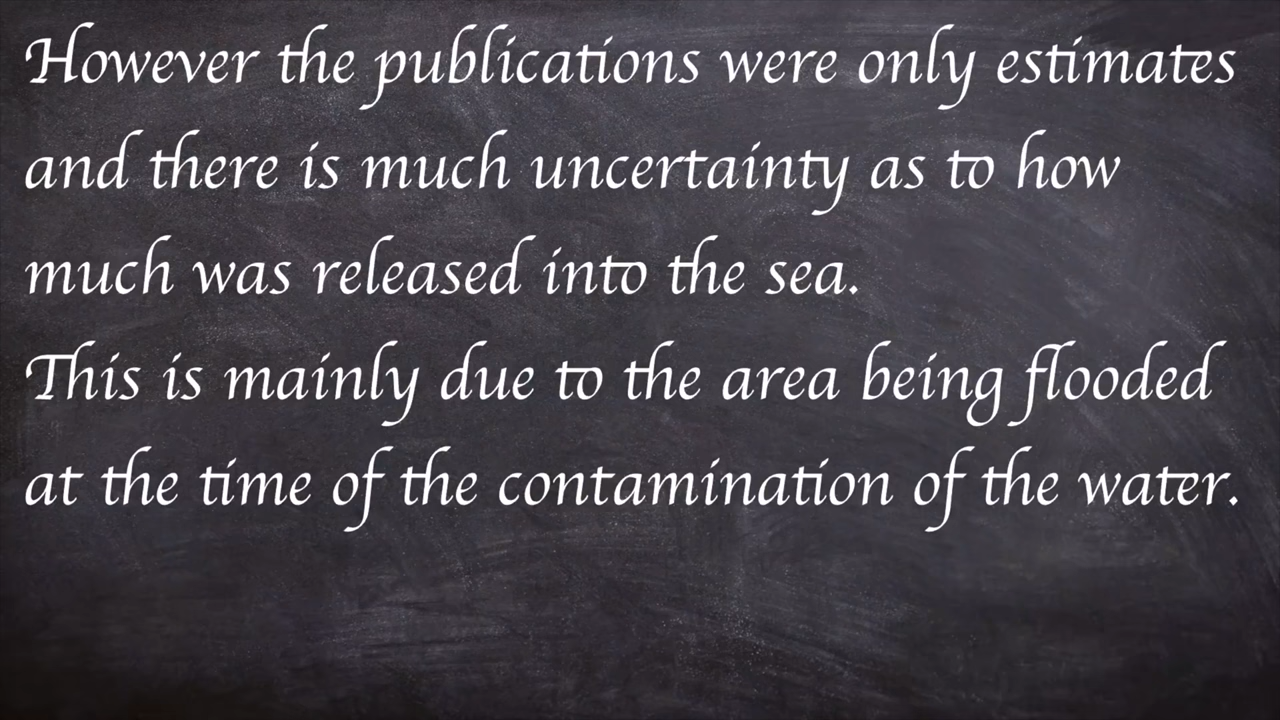 However the publications were only estimates
and there is much uncertainty as to how
much was released into the sea.
This is mainly due to the area being flooded
at the time of the contamination of the water.